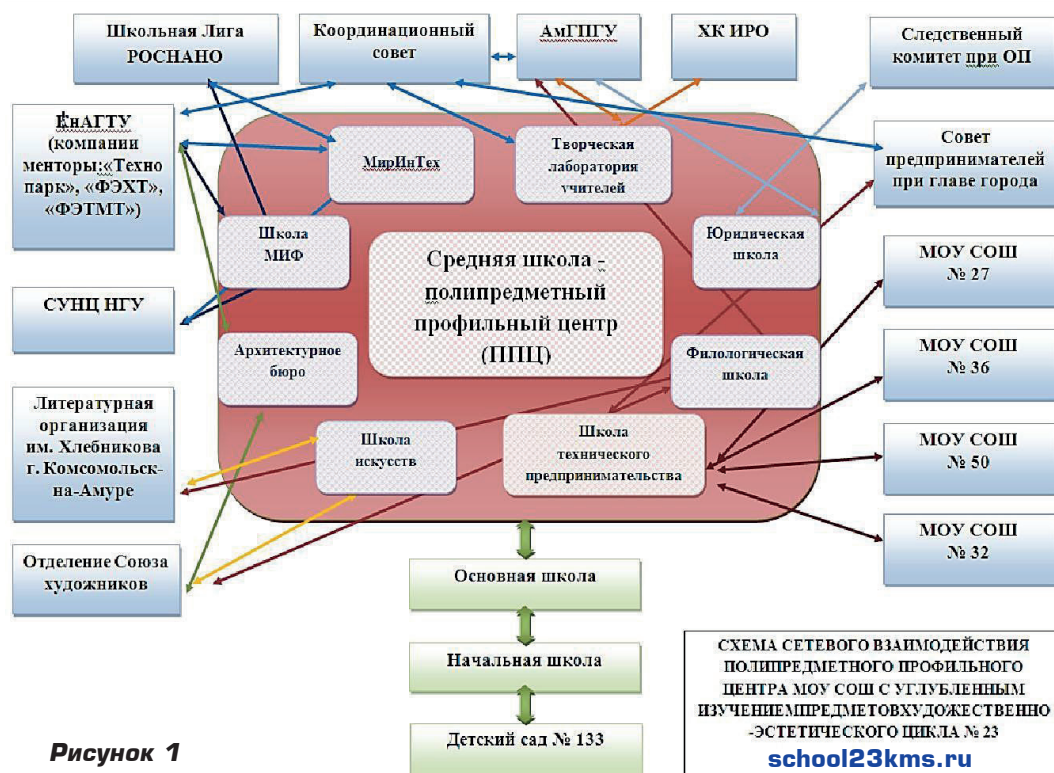 Школьная Лига
РОСНАНО
Координационный
совет
АмГПГУ
ХК ИРО
Следственный
комитет при ОП
КнАГТУ
(компании
менторы:«Техно
парк», «ФЭХТ»,
«ФЭТМТ»)
Совет
предпринимателей
при главе города
МирИнТех
Творческая
лаборатория
учителей
Школа
МИФ
Юридическая
школа
Средняя школа -
полипредметный
профильный центр
(ППЦ)
МОУ СОШ
№ 27
СУНЦ НГУ
Архитектурное
бюро
Филологическая
школа
МОУ СОШ
№ 36
Литературная
организация
им. Хлебникова
г. Комсомольск-
на-Амуре
Школа
искусств
Школа
технического
предпринимательства
МОУ СОШ
№ 50
МОУ СОШ
№ 32
Отделение Союза
художников
Основная школа
Начальная школа
Детский сад № 133
СХЕМА СЕТЕВОГО ВЗАИМОДЕЙСТВИЯ
ПОЛИПРЕДМЕТНОГО ПРОФИЛЬНОГО
ЦЕНТРА МОУ СОШ С УГЛУБЛЕННЫМ
ИЗУЧЕНИЕМПРЕДМЕТОВХУДОЖЕСТВЕННО
-ЭСТЕТИЧЕСКОГО ЦИКЛА № 23
school23kms.ru
Рисунок 1